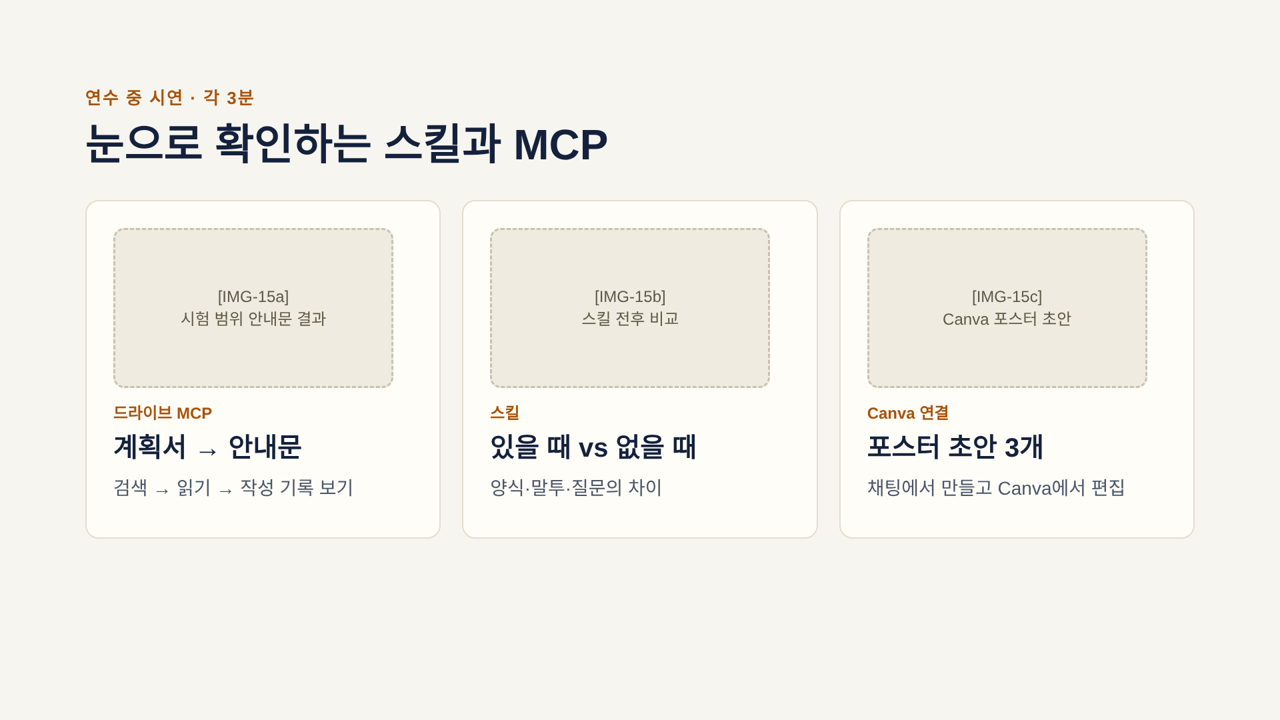 연수 중 시연 · 각 3분
눈으로 확인하는 스킬과 MCP
[IMG-15a]
시험 범위 안내문 결과
드라이브 MCP
계획서 → 안내문
검색 → 읽기 → 작성 기록 보기
[IMG-15b]
스킬 전후 비교
스킬
있을 때 vs 없을 때
양식·말투·질문의 차이
[IMG-15c]
Canva 포스터 초안
Canva 연결
포스터 초안 3개
채팅에서 만들고 Canva에서 편집